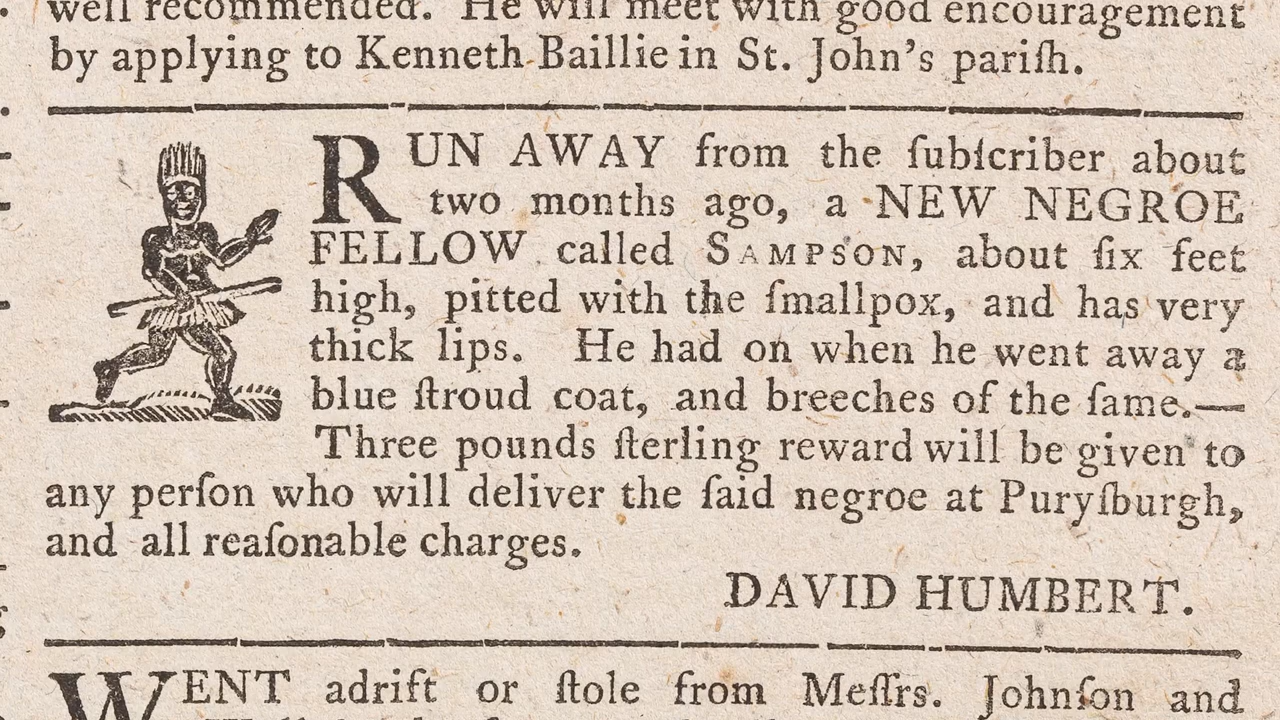 well recommended. He will meet with good encouragement
by applying to Kenneth Baillie in St. John's pariſh.
RUN AWAY from the ſubſcriber about
two months ago, a NEW NEGROE
FELLOW called SAMPSON, about ſix feet
high, pitted with the ſmallpox, and has very
thick lips. He had on when he went away a
blue ſtroud coat, and breeches of the ſame.—
Three pounds ſterling reward will be given to
any perſon who will deliver the ſaid negroe at Puryſburgh,
and all reaſonable charges.
DAVID HUMBERT.
WENT adrift or ſtole from Meſſrs. Johnſon and